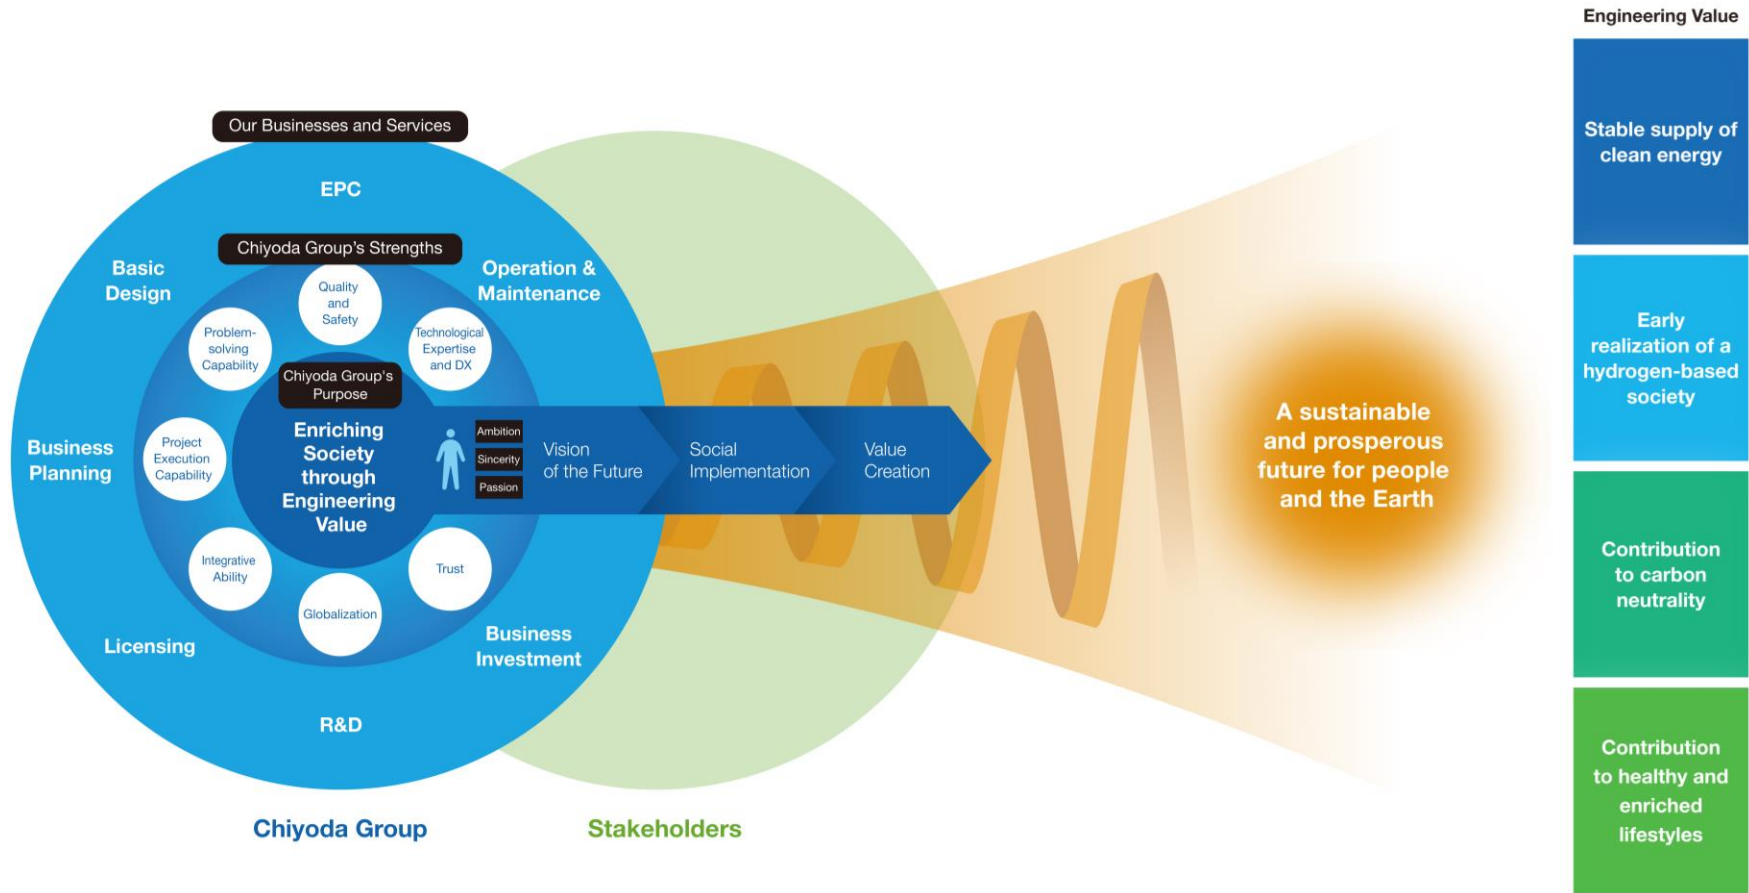 Engineering Value
Our Businesses and Services
EPC
Basic
Design
Operation &
Maintenance
Business
Planning
Licensing
Business
Investment
R&D
Chiyoda Group's Strengths
Quality
and
Safety
Problem-
solving
Capability
Technological
Expertise
and DX
Project
Execution
Capability
Integrative
Ability
Globalization
Trust
Chiyoda Group's
Purpose
Enriching
Society
through
Engineering
Value
Ambition
Sincerity
Passion
Vision
of the Future
Social
Implementation
Value
Creation
A sustainable
and prosperous
future for people
and the Earth
Stable supply of
clean energy
Early
realization of a
hydrogen-based
society
Contribution
to carbon
neutrality
Contribution
to healthy and
enriched
lifestyles
Chiyoda Group
Stakeholders